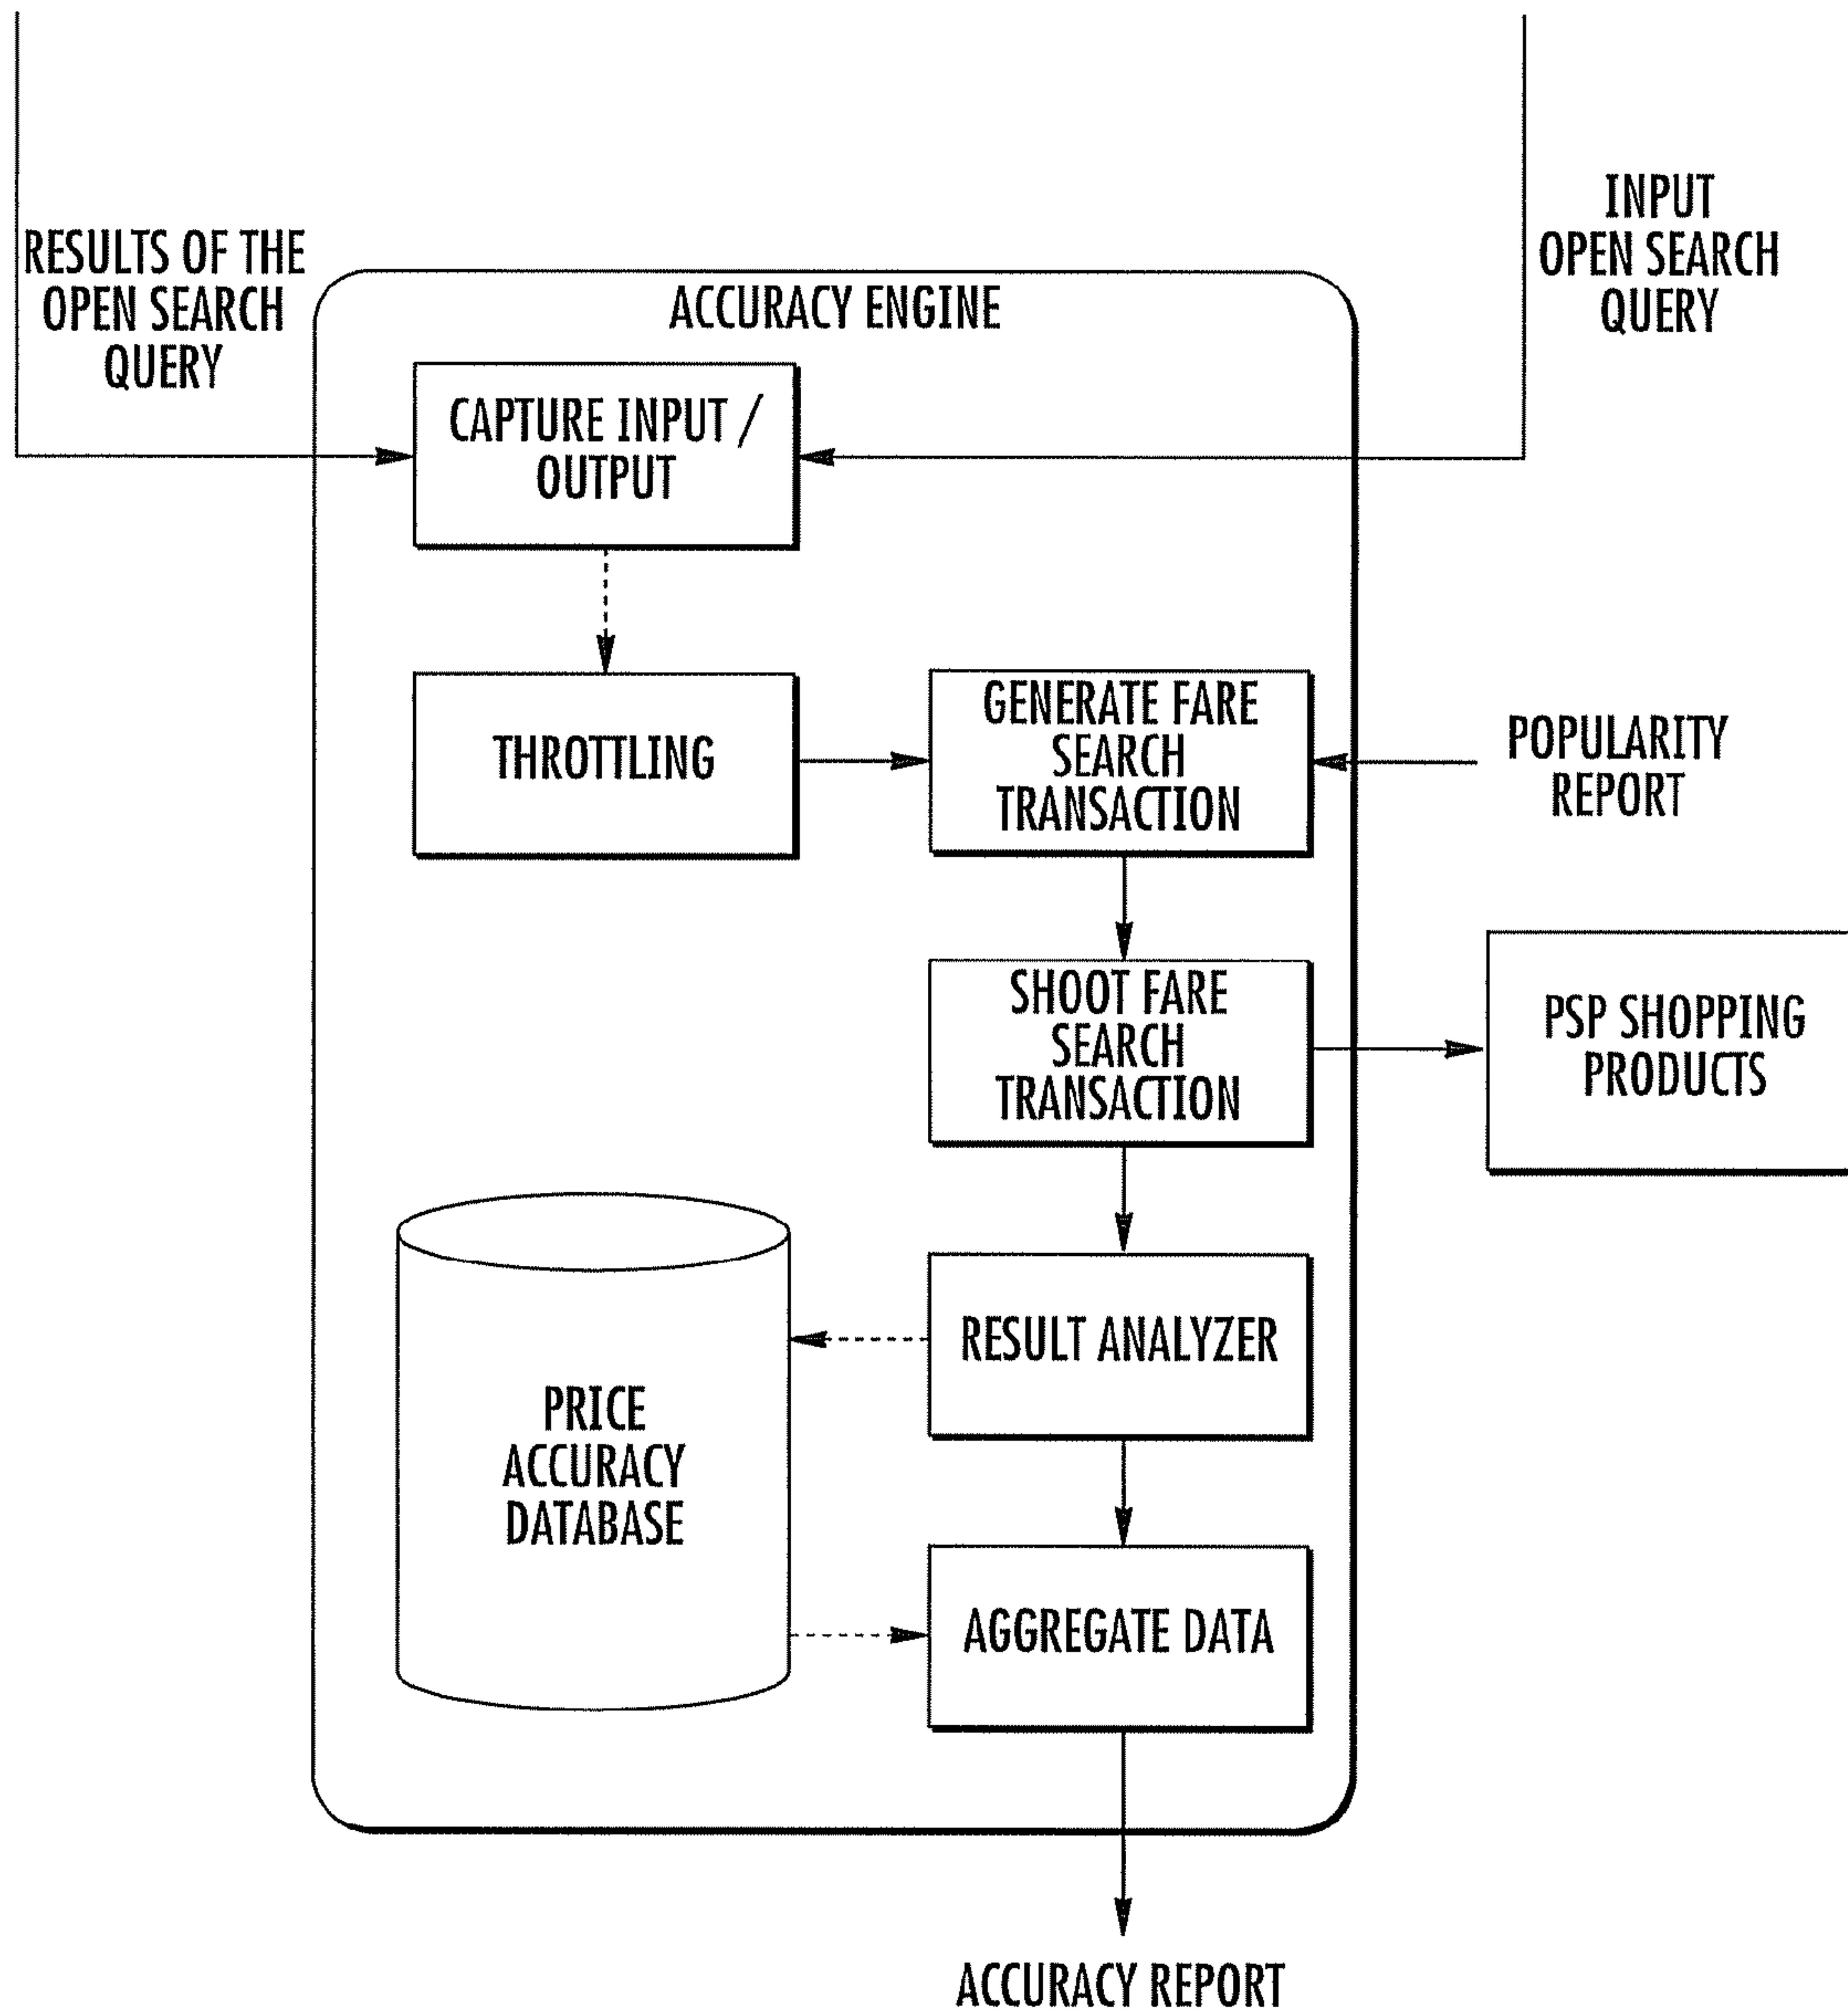 RESULTS OF THE
OPEN SEARCH
QUERY
INPUT
OPEN SEARCH
QUERY
ACCURACY ENGINE
CAPTURE INPUT /
OUTPUT
THROTTLING
GENERATE FARE
SEARCH
TRANSACTION
POPULARITY
REPORT
SHOOT FARE
SEARCH
TRANSACTION
PSP SHOPPING
PRODUCTS
RESULT ANALYZER
PRICE
ACCURACY
DATABASE
AGGREGATE DATA
ACCURACY REPORT